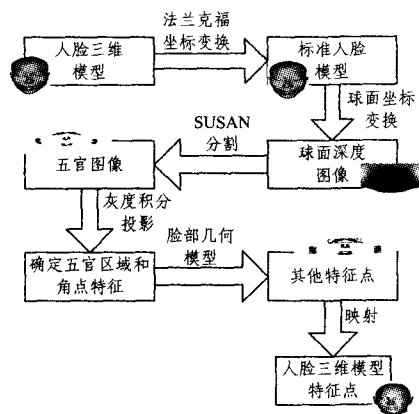 人脸三维
模型
法兰克福
坐标变换
标准人脸
模型
球面坐标
变换
SUSAN
分割
五官图像
球面深度
图像
灰度积分
投影
确定五官区域和
角点特征
脸部几何
模型
其他特征点
映射
人脸三维模型
特征点